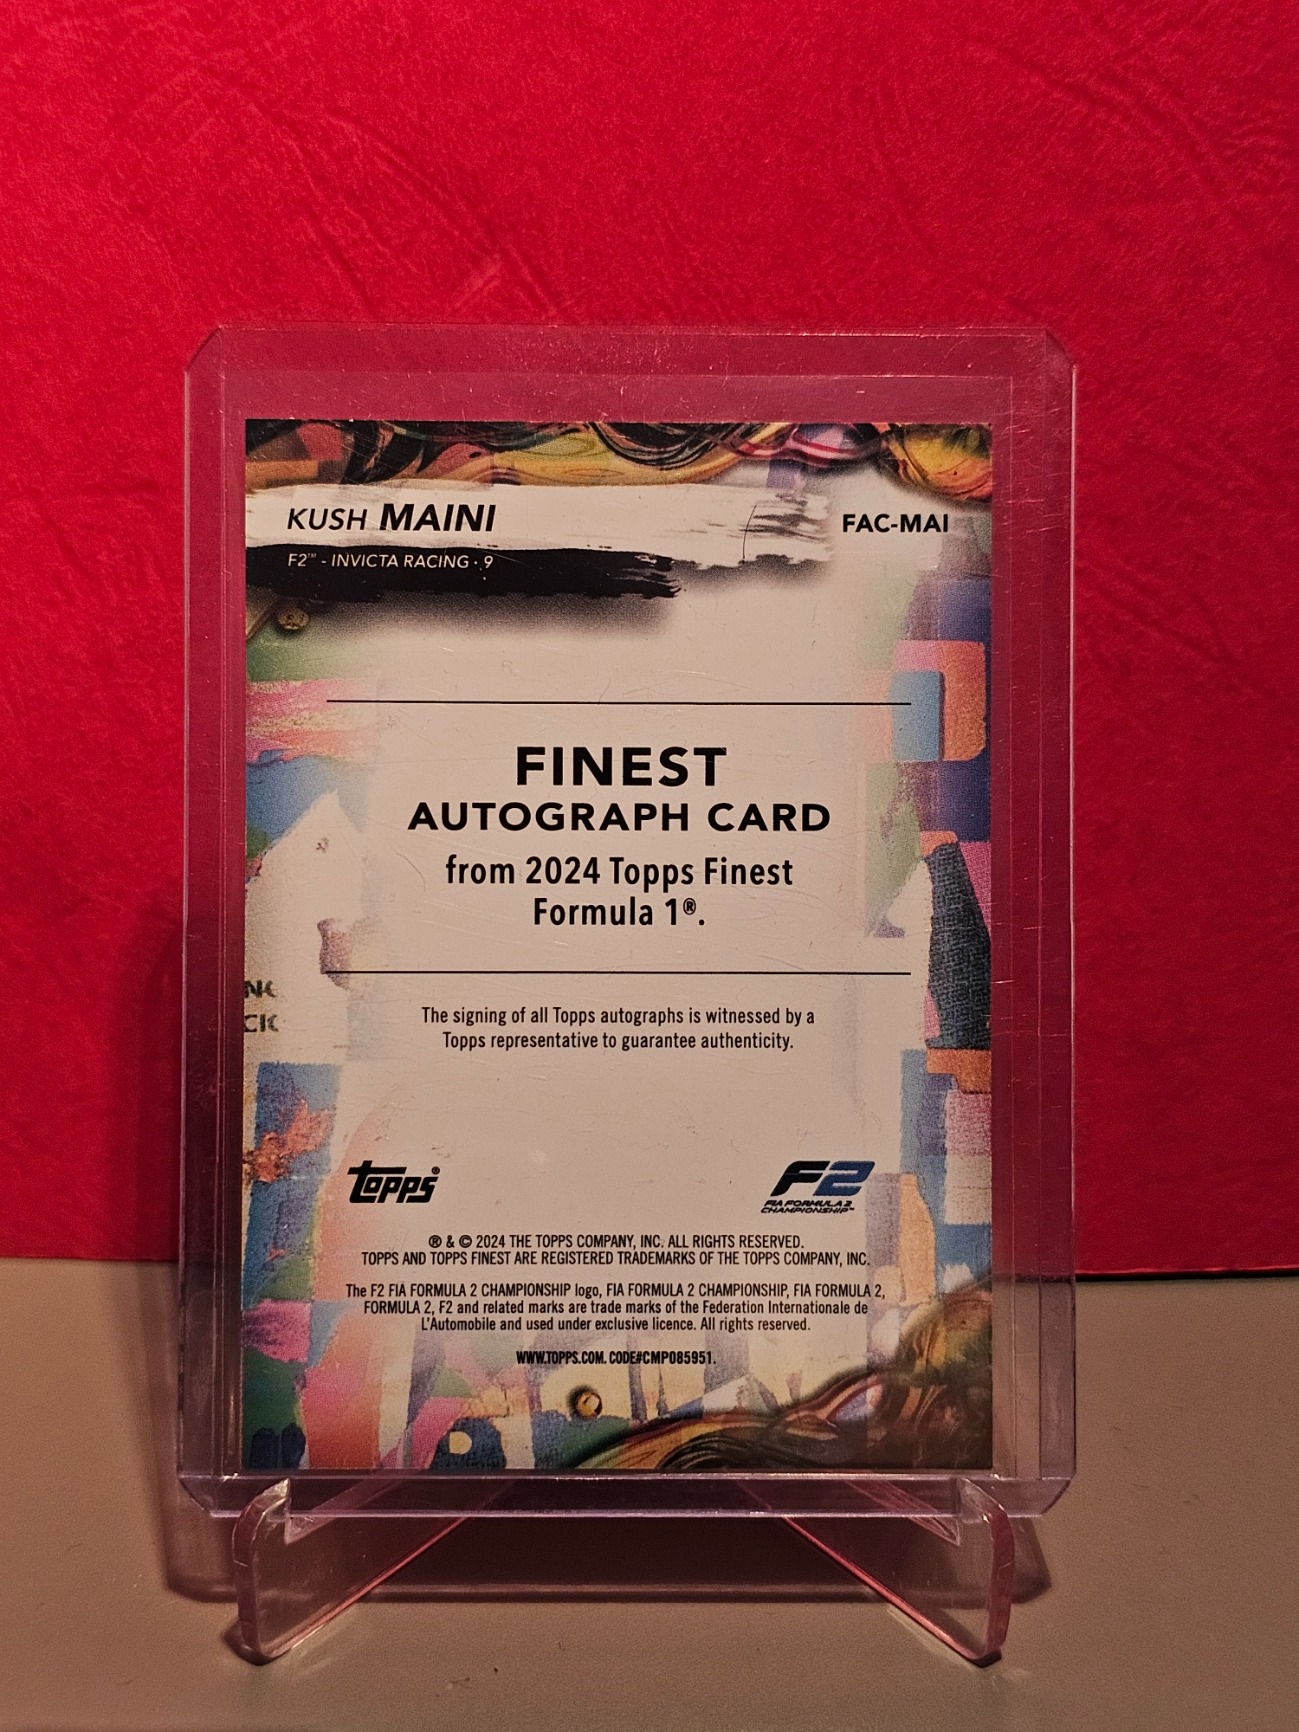 KUSH MAINI
FAC-MAI
F2™ - INVICTA RACING · 9
FINEST
AUTOGRAPH CARD
from 2024 Topps Finest
Formula 1®.
The signing of all Topps autographs is witnessed by a
Topps representative to guarantee authenticity.
topps®
F2
FIA FORMULA 2
CHAMPIONSHIP™
® & © 2024 THE TOPPS COMPANY, INC. ALL RIGHTS RESERVED.
TOPPS AND TOPPS FINEST ARE REGISTERED TRADEMARKS OF THE TOPPS COMPANY, INC.
The F2 FIA FORMULA 2 CHAMPIONSHIP logo, FIA FORMULA 2 CHAMPIONSHIP, FIA FORMULA 2,
FORMULA 2, F2 and related marks are trade marks of the Federation Internationale de
L'Automobile and used under exclusive licence. All rights reserved.
WWW.TOPPS.COM. CODE#CMP085951.